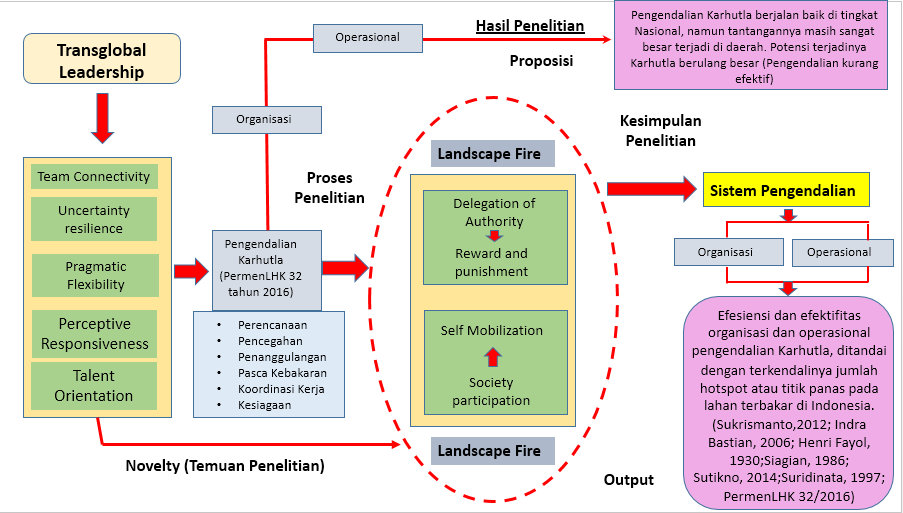 Transglobal
Leadership
Team Connectivity
Uncertainty
resilience
Pragmatic
Flexibility
Perceptive
Responsiveness
Talent
Orientation
Novelty (Temuan Penelitian)
Organisasi
Operasional
Hasil Penelitian
Proposisi
Pengendalian Karhutla berjalan baik di tingkat
Nasional, namun tantangannya masih sangat
besar terjadi di daerah. Potensi terjadinya
Karhutla berulang besar (Pengendalian kurang
efektif)
Pengendalian
Karhutla
(PermenLHK 32
tahun 2016)
• Perencanaan
• Pencegahan
• Penanggulangan
• Pasca Kebakaran
• Koordinasi Kerja
• Kesiagaan
Proses
Penelitian
Landscape Fire
Delegation of
Authority
Reward and
punishment
Self Mobilization
Society
participation
Landscape Fire
Kesimpulan
Penelitian
Sistem Pengendalian
Organisasi
Operasional
Efesiensi dan efektifitas
organisasi dan operasional
pengendalian Karhutla, ditandai
dengan terkendalinya jumlah
hotspot atau titik panas pada
lahan terbakar di Indonesia.
(Sukrismanto,2012; Indra
Bastian, 2006; Henri Fayol,
1930;Siagian, 1986;
Sutikno, 2014;Suridinata, 1997;
PermenLHK 32/2016)
Output